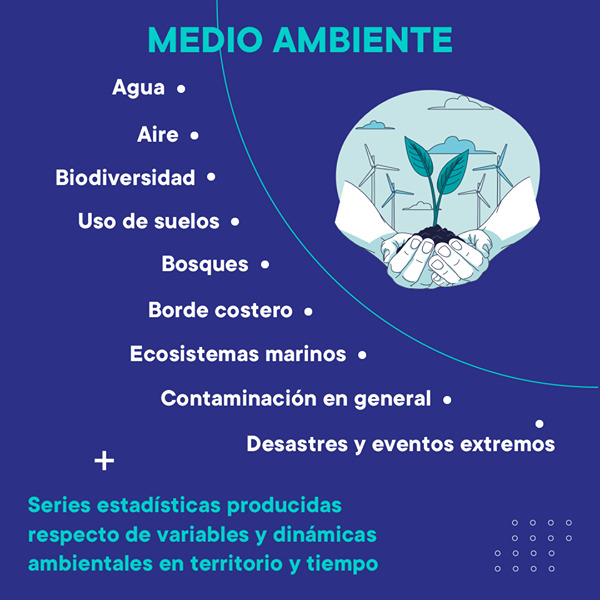 MEDIO AMBIENTE
Agua
Aire
Biodiversidad
Uso de suelos
Bosques
Borde costero
Ecosistemas marinos
Contaminación en general
Desastres y eventos extremos
Series estadísticas producidas
respecto de variables y dinámicas
ambientales en territorio y tiempo